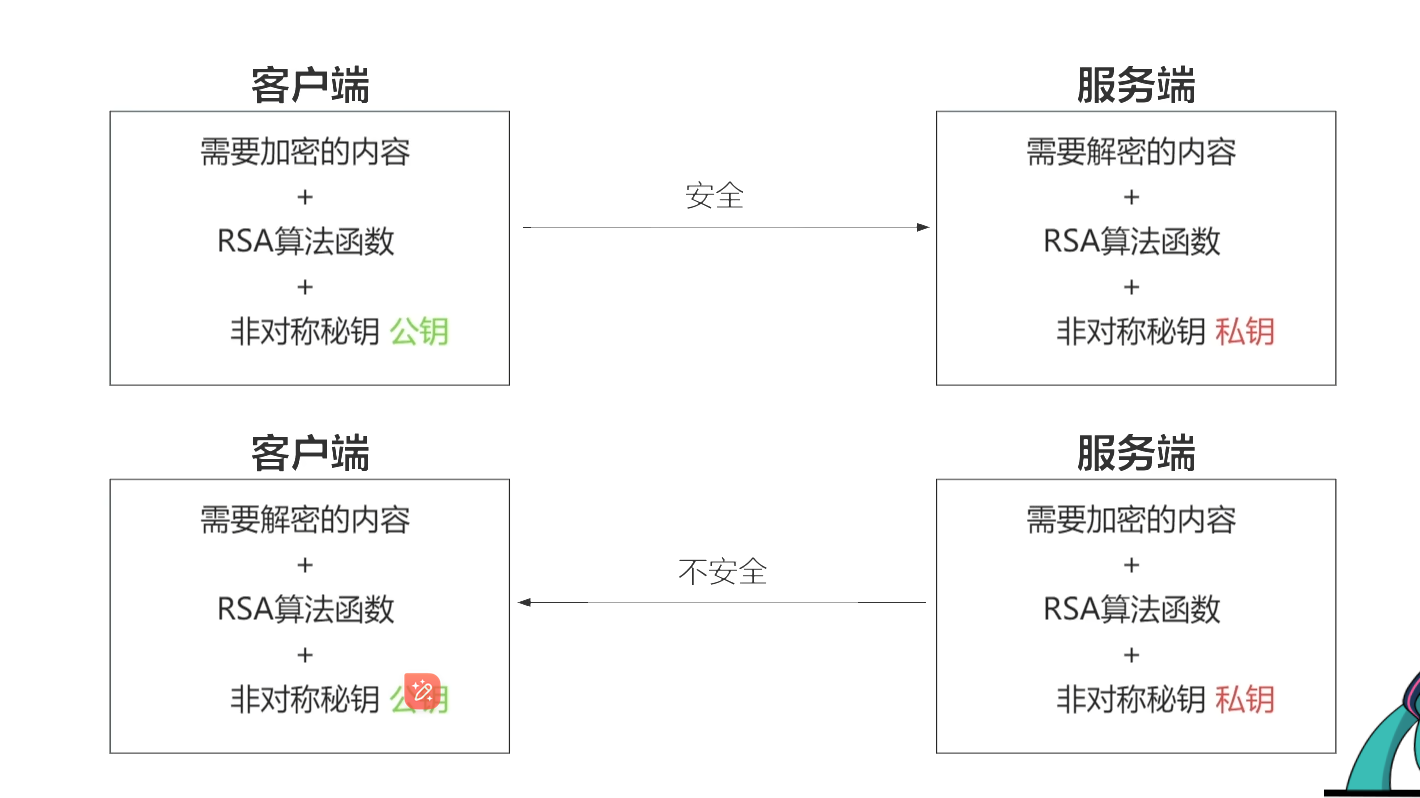 客户端
需要加密的内容
+
RSA算法函数
+
非对称秘钥 公钥
安全
服务端
需要解密的内容
+
RSA算法函数
+
非对称秘钥 私钥
客户端
需要解密的内容
+
RSA算法函数
+
非对称秘钥 公钥
不安全
服务端
需要加密的内容
+
RSA算法函数
+
非对称秘钥 私钥